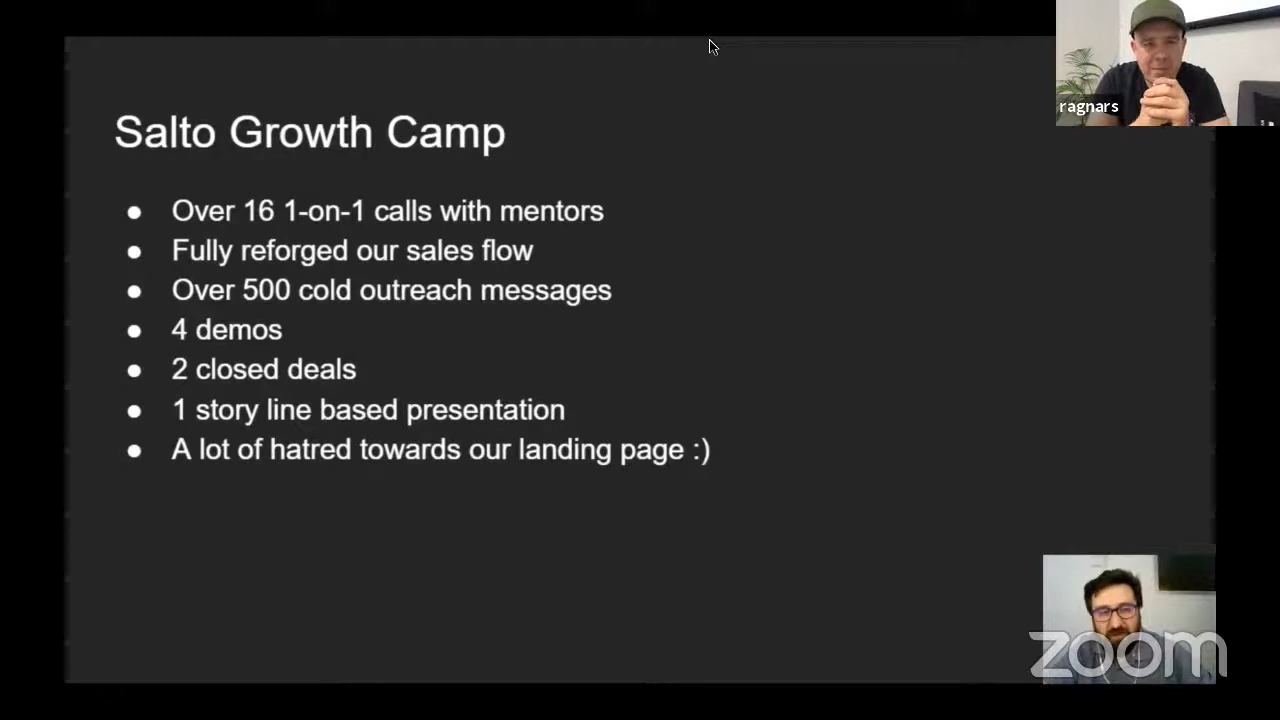 Salto Growth Camp
● Over 16 1-on-1 calls with mentors
● Fully reforged our sales flow
● Over 500 cold outreach messages
● 4 demos
● 2 closed deals
● 1 story line based presentation
● A lot of hatred towards our landing page :)
ragnars
zoom